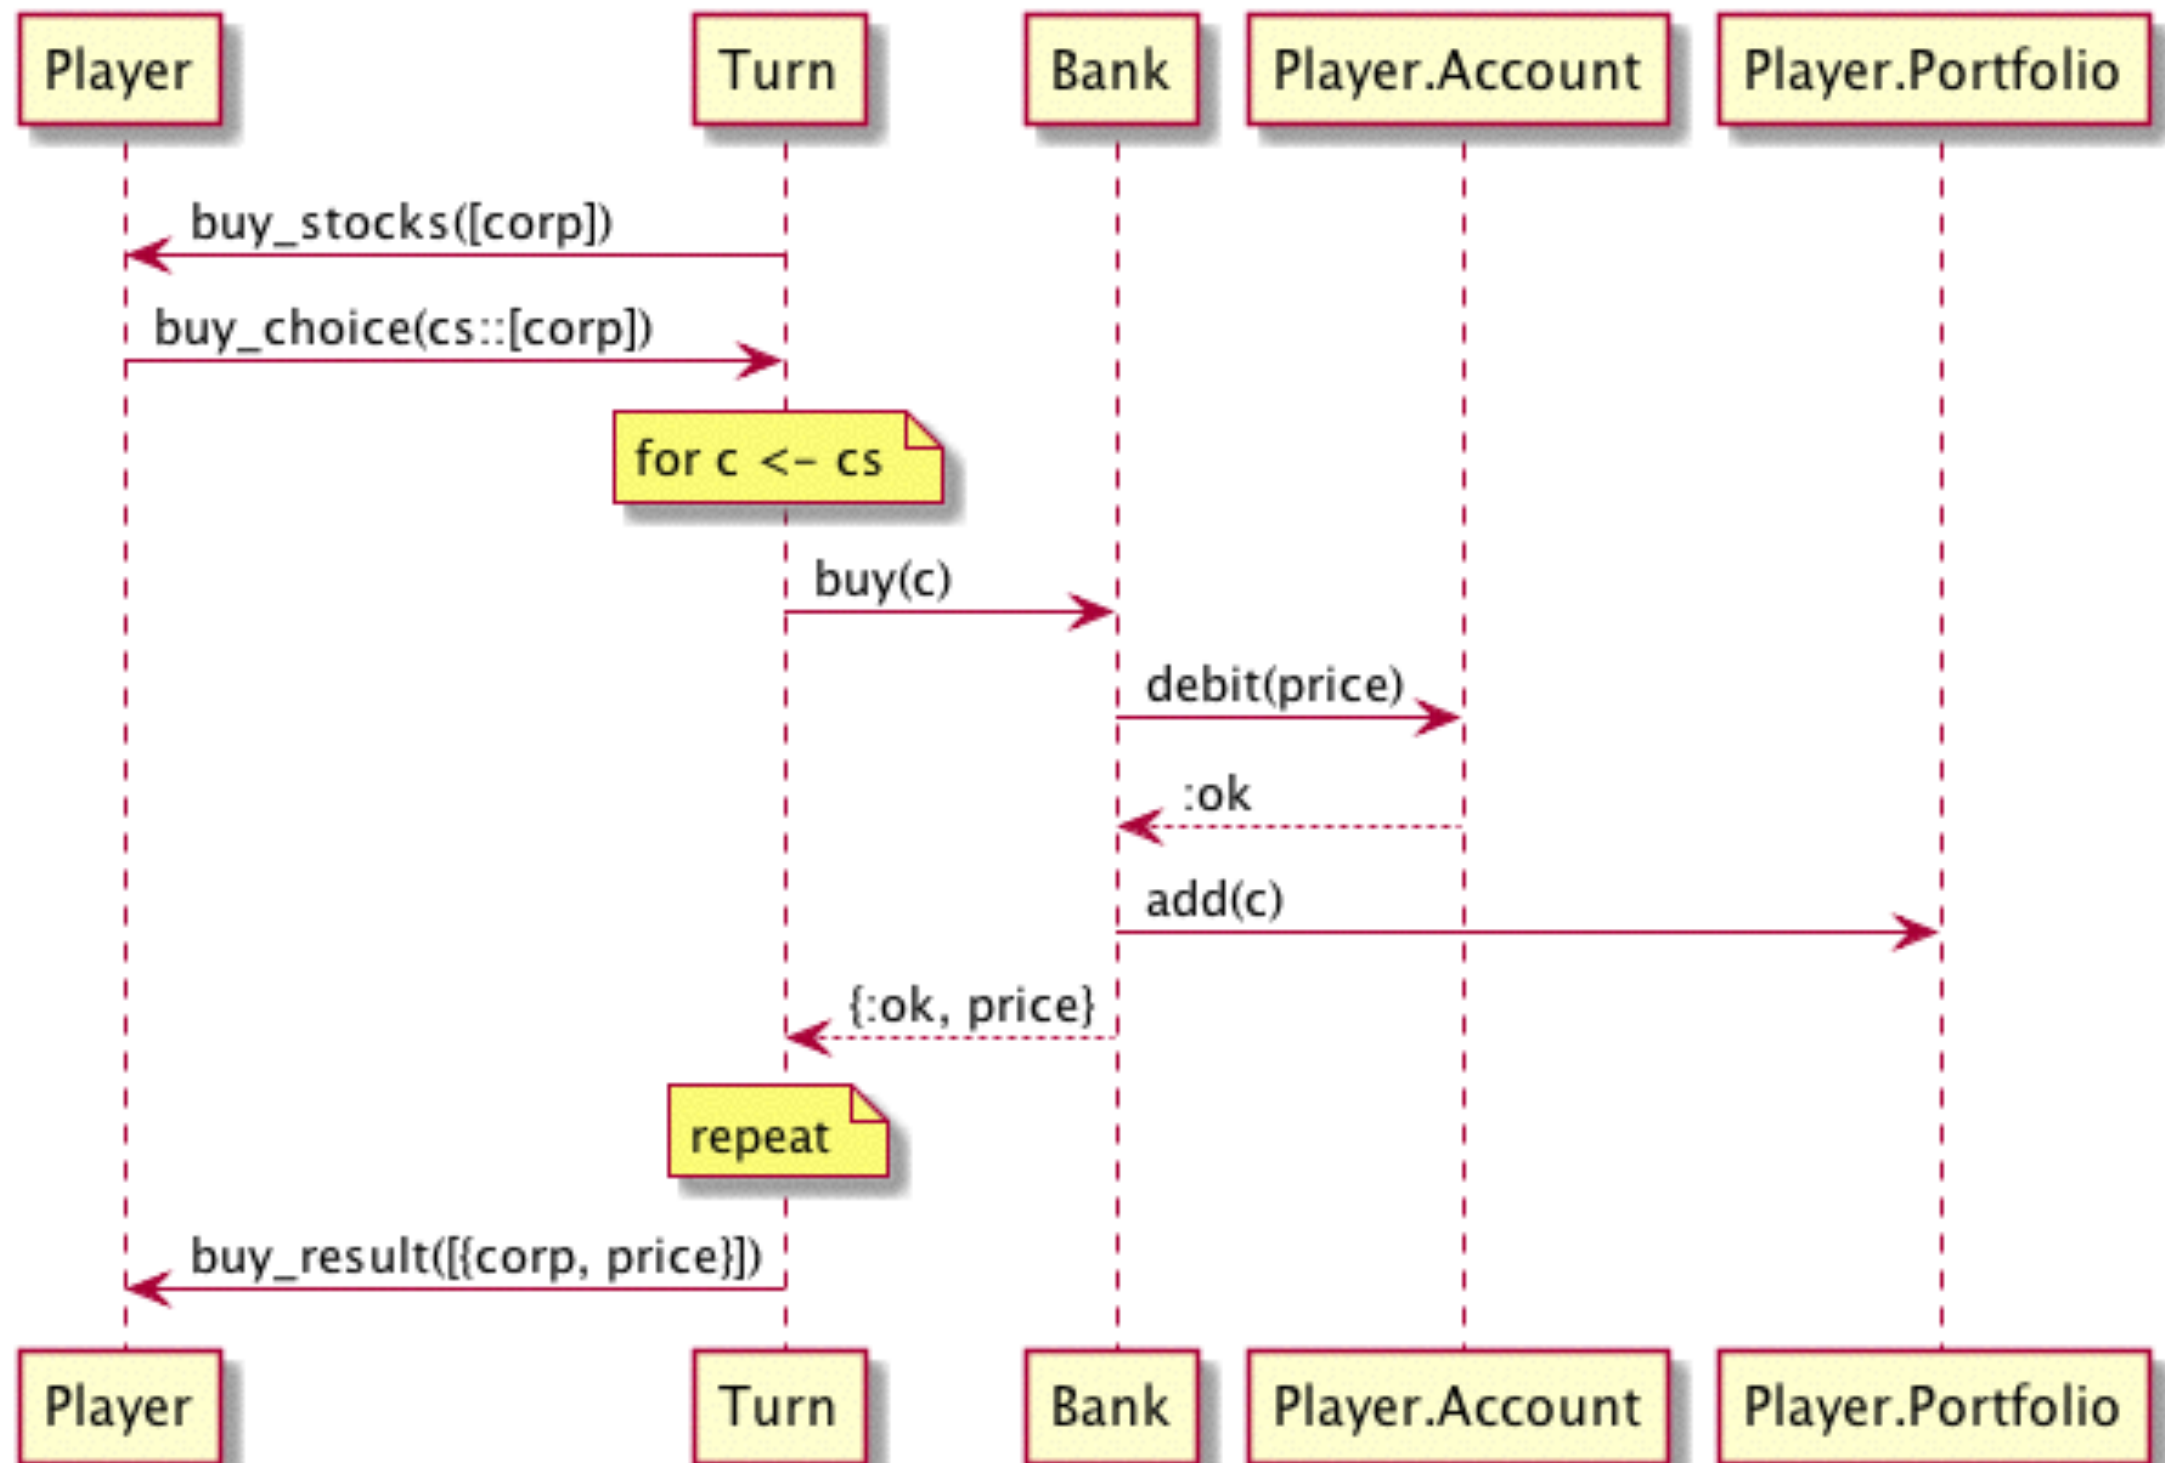 Player
Turn
Bank
Player.Account
Player.Portfolio
buy_stocks([corp])
buy_choice(cs::[corp])
for c <- cs
buy(c)
debit(price)
:ok
add(c)
{:ok, price}
repeat
buy_result([{corp, price}])
Player
Turn
Bank
Player.Account
Player.Portfolio